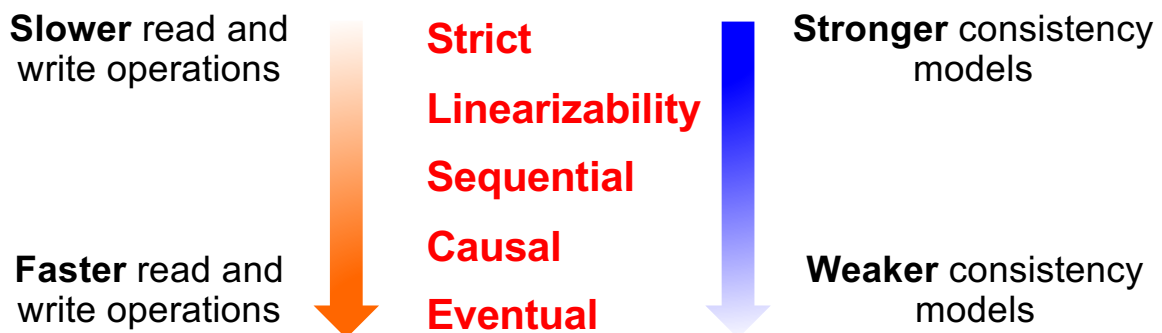 Slower read and
write operations
Strict
Linearizability
Sequential
Causal
Eventual
Stronger consistency
models
Faster read and
write operations
Weaker consistency
models